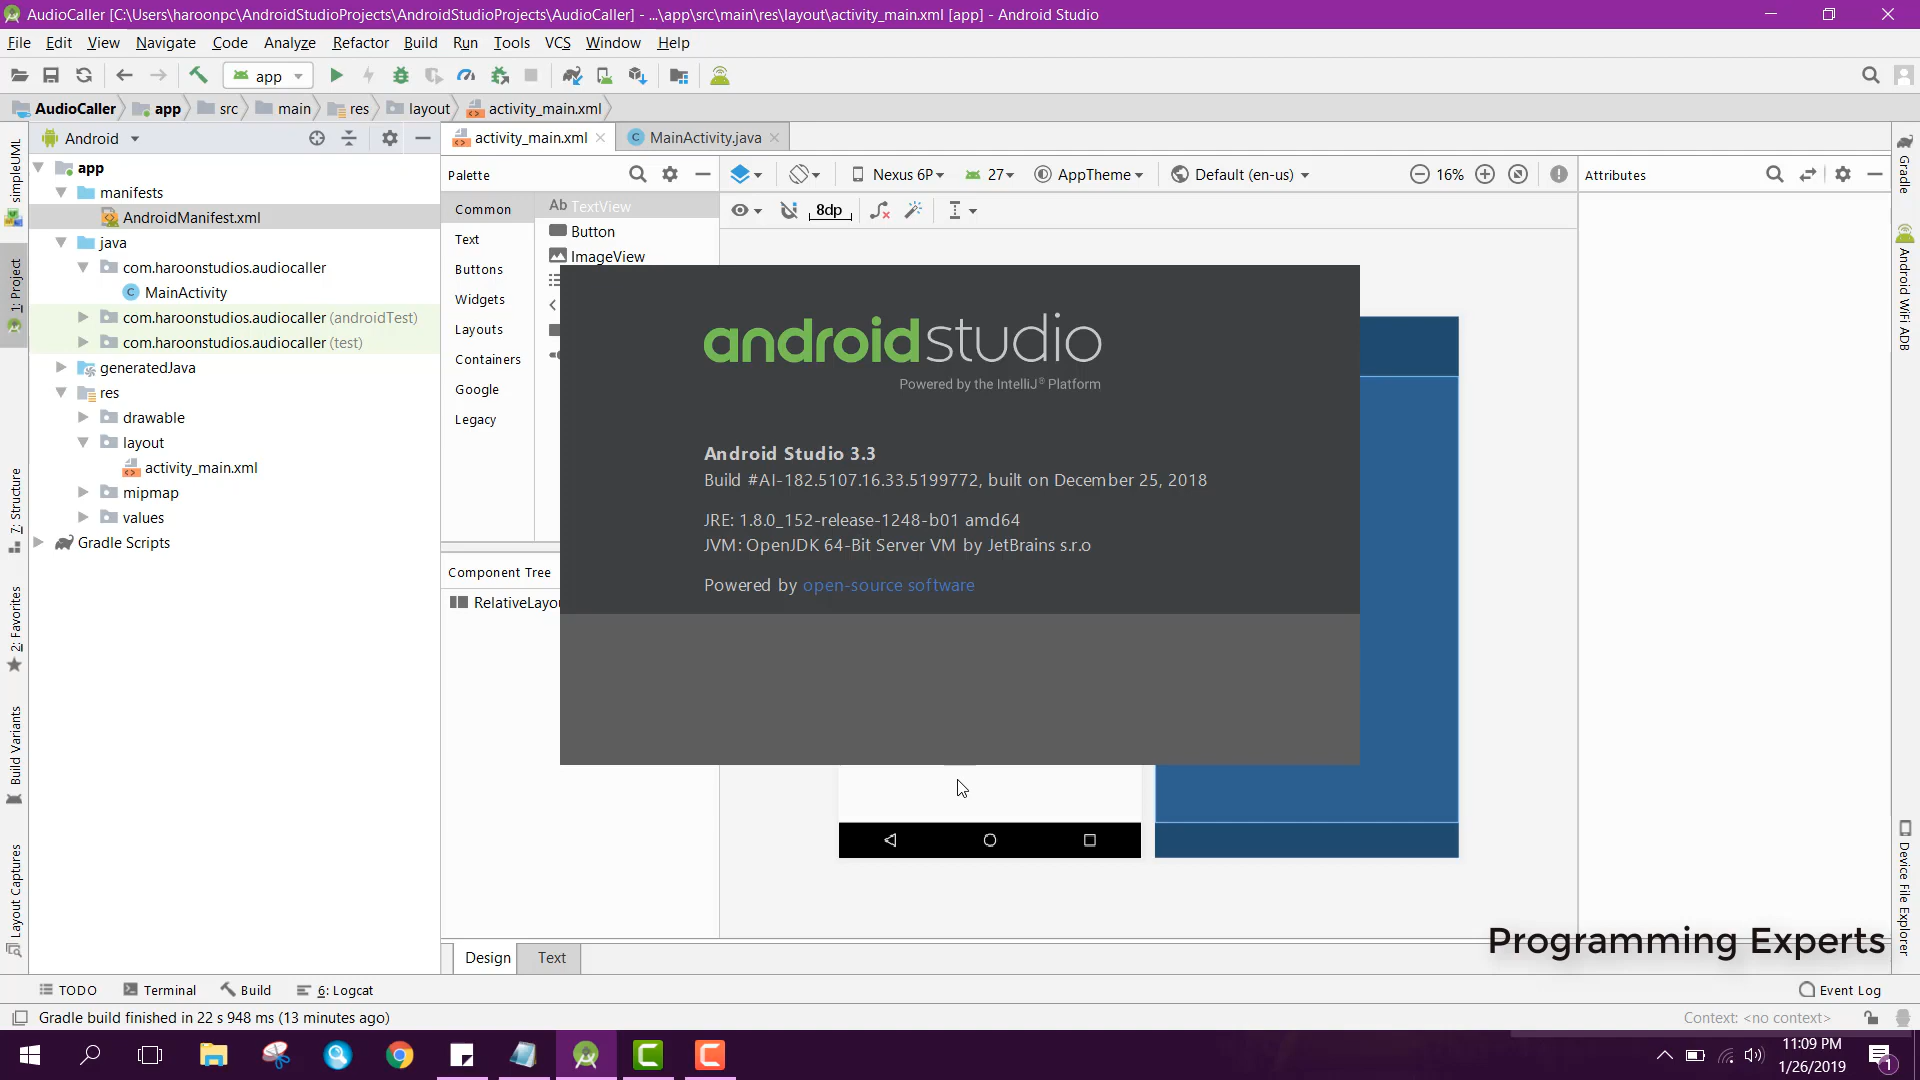 AudioCaller [C:\Users\haroonpc\AndroidStudioProjects\AndroidStudioProjects\AudioCaller] - ...\app\src\main\res\layout\activity_main.xml [app] - Android Studio
File Edit View Navigate Code Analyze Refactor Build Run Tools VCS Window Help
app
AudioCaller app src main res layout activity_main.xml
Android
activity_main.xml
MainActivity.java
app
manifests
AndroidManifest.xml
java
com.haroonstudios.audiocaller
MainActivity
com.haroonstudios.audiocaller (androidTest)
com.haroonstudios.audiocaller (test)
generatedJava
res
drawable
layout
activity_main.xml
mipmap
values
Gradle Scripts
simpleUML
1: Project
7: Structure
2: Favorites
Build Variants
Layout Captures
Palette
Common
Text
Buttons
Widgets
Layouts
Containers
Google
Legacy
Ab TextView
Button
ImageView
Component Tree
RelativeLayou
Nexus 6P
27
AppTheme
Default (en-us)
16%
8dp
Attributes
androidstudio
Powered by the IntelliJ® Platform
Android Studio 3.3
Build #AI-182.5107.16.33.5199772, built on December 25, 2018
JRE: 1.8.0_152-release-1248-b01 amd64
JVM: OpenJDK 64-Bit Server VM by JetBrains s.r.o
Powered by open-source software
Gradle
Android WiFi ADB
Device File Explorer
Programming Experts
Design
Text
TODO
Terminal
Build
6: Logcat
Event Log
Gradle build finished in 22 s 948 ms (13 minutes ago)
Context: <no context>
11:09 PM
1/26/2019
1